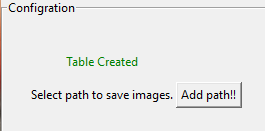 Configration
Table Created
Select path to save images. Add path!!